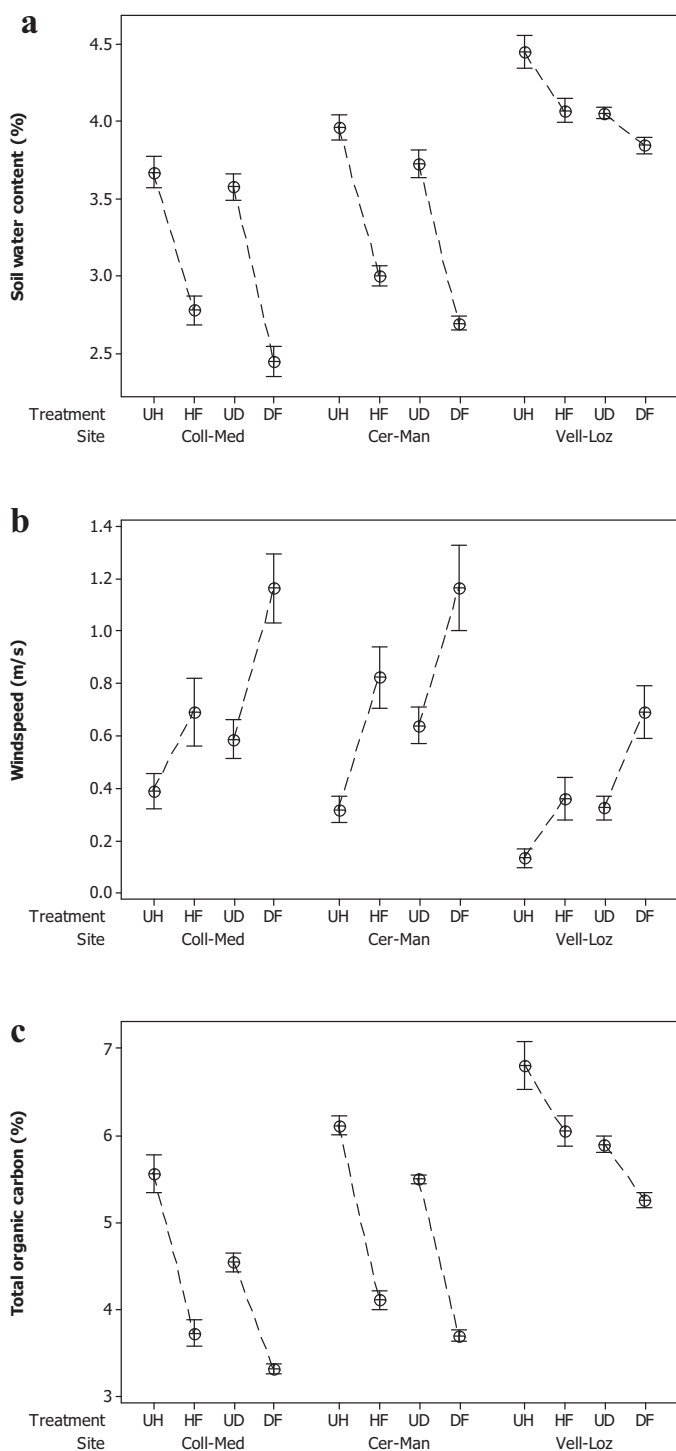 a
Soil water content (%)
4.5
4.0
3.5
3.0
2.5
Treatment UH HF UD DF UH HF UD DF UH HF UD DF
Site Coll-Med Cer-Man Vell-Loz
b
Windspeed (m/s)
1.4
1.2
1.0
0.8
0.6
0.4
0.2
0.0
Treatment UH HF UD DF UH HF UD DF UH HF UD DF
Site Coll-Med Cer-Man Vell-Loz
c
Total organic carbon (%)
7
6
5
4
3
Treatment UH HF UD DF UH HF UD DF UH HF UD DF
Site Coll-Med Cer-Man Vell-Loz